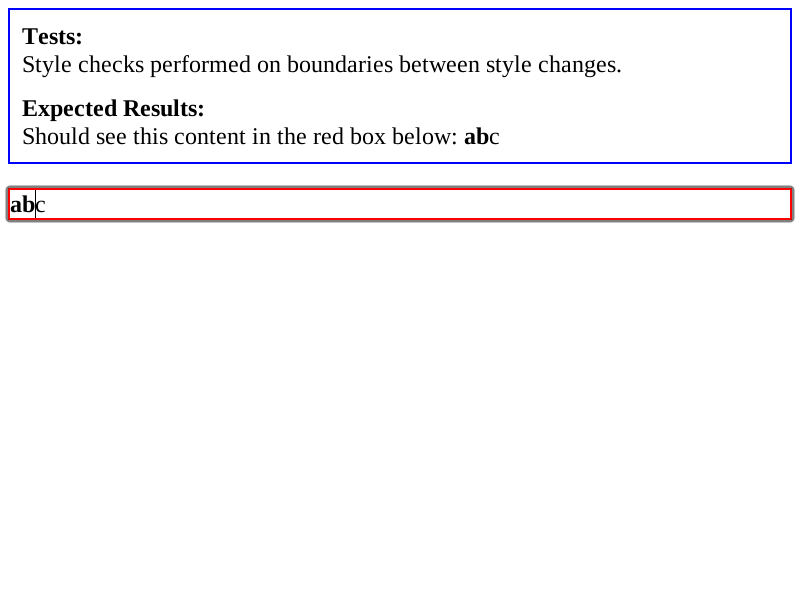 Tests:
Style checks performed on boundaries between style changes.
Expected Results:
Should see this content in the red box below: abc
abc